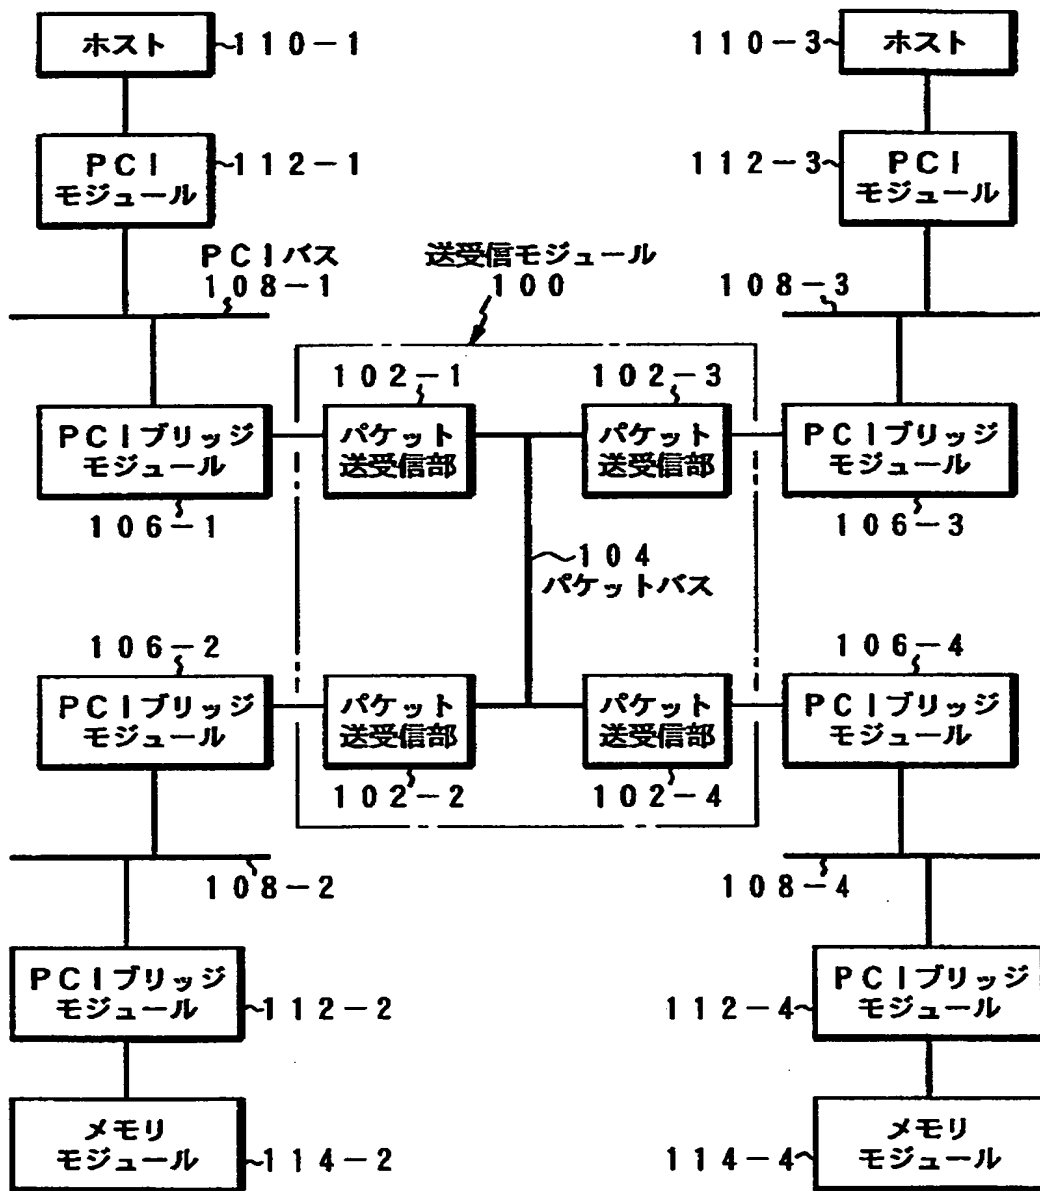 ホスト
110-1
110-3
ホスト
PCI
モジュール
112-1
112-3
PCI
モジュール
PCIバス
108-1
送受信モジュール
100
108-3
102-1
102-3
PCIブリッジ
モジュール
パケット
送受信部
パケット
送受信部
PCIブリッジ
モジュール
106-1
106-3
104
パケットバス
106-2
106-4
PCIブリッジ
モジュール
パケット
送受信部
パケット
送受信部
PCIブリッジ
モジュール
102-2
102-4
108-2
108-4
PCIブリッジ
モジュール
112-2
112-4
PCIブリッジ
モジュール
メモリ
モジュール
114-2
114-4
メモリ
モジュール